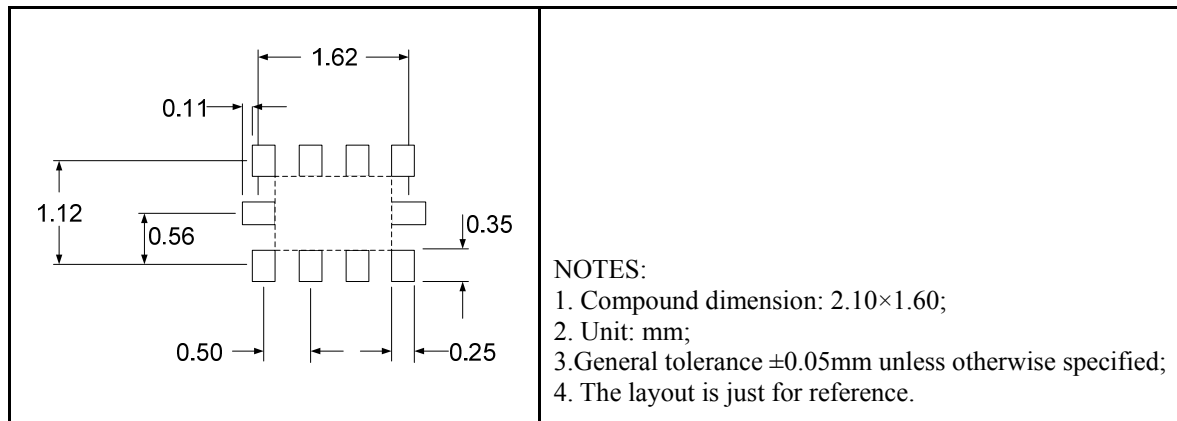 1.62
0.11
1.12
0.56
0.35
0.50
0.25
NOTES:
1. Compound dimension: 2.10×1.60;
2. Unit: mm;
3.General tolerance ±0.05mm unless otherwise specified;
4. The layout is just for reference.